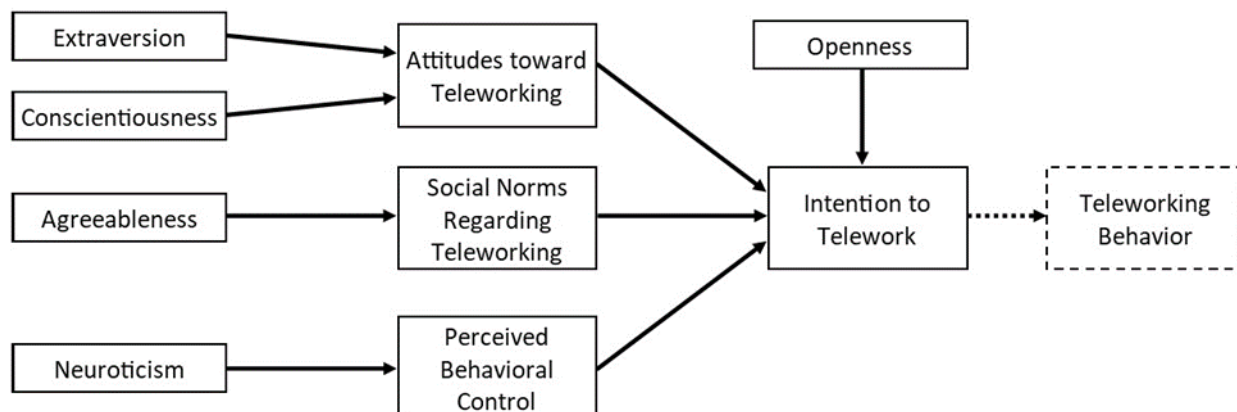 Extraversion
Conscientiousness
Attitudes toward
Teleworking
Openness
Agreeableness
Social Norms
Regarding
Teleworking
Intention to
Telework
Teleworking
Behavior
Neuroticism
Perceived
Behavioral
Control